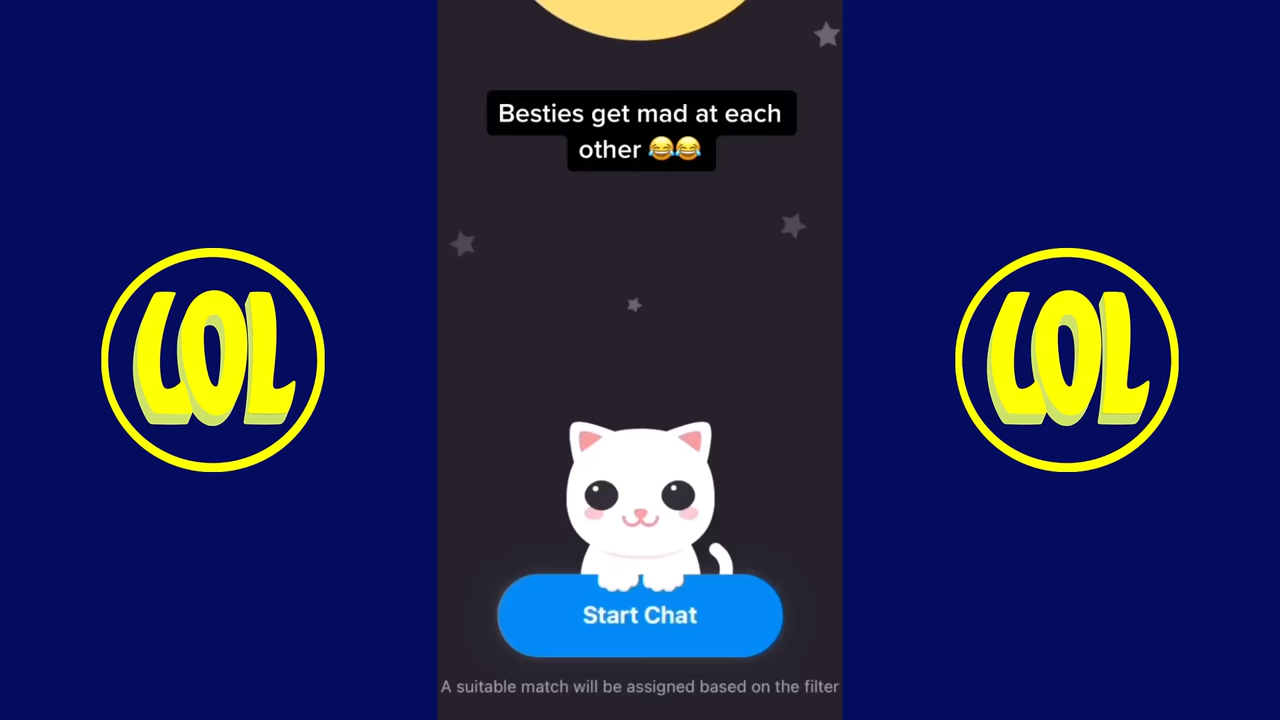 Besties get mad at each
other 😂😂
LOL
LOL
Start Chat
A suitable match will be assigned based on the filter